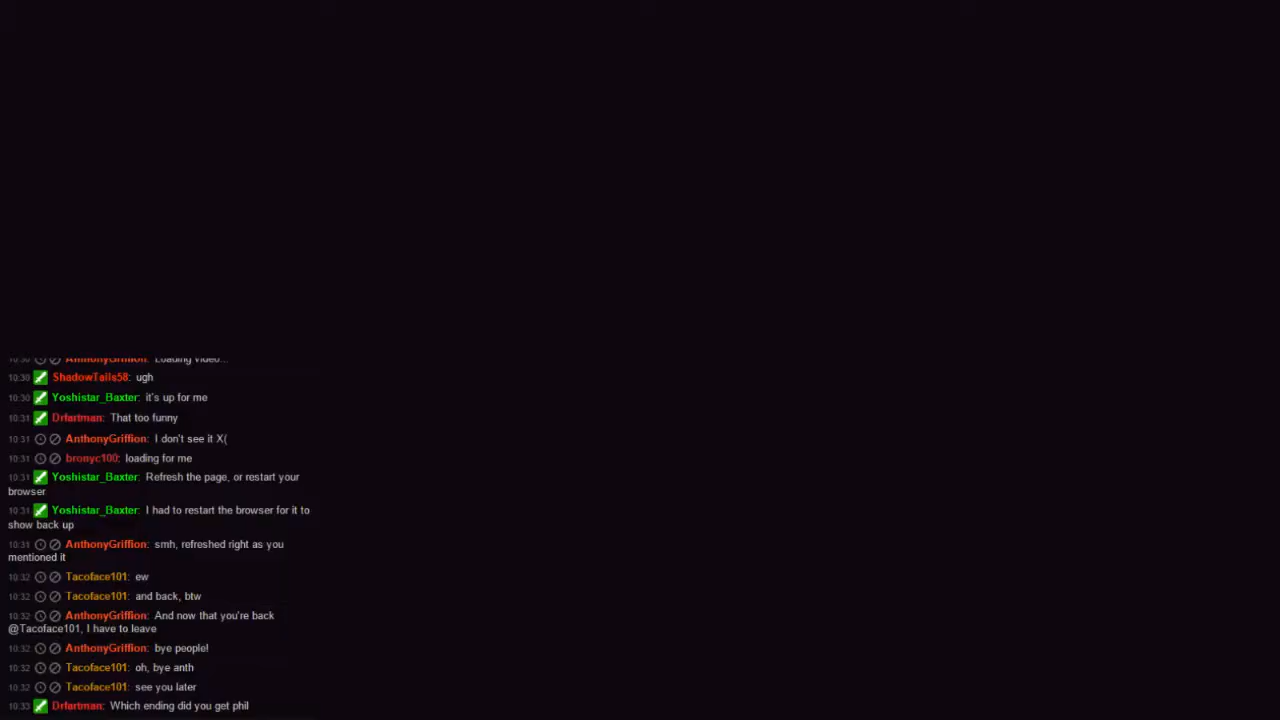 10:30 AnthonyGriffion: Loading video...
10:30 ShadowTails58: ugh
10:30 Yoshistar_Baxter: it's up for me
10:31 Drfartman: That too funny
10:31 AnthonyGriffion: I don't see it X(
10:31 bronyc100: loading for me
10:31 Yoshistar_Baxter: Refresh the page, or restart your
browser
10:31 Yoshistar_Baxter: I had to restart the browser for it to
show back up
10:31 AnthonyGriffion: smh, refreshed right as you
mentioned it
10:32 Tacoface101: ew
10:32 Tacoface101: and back, btw
10:32 AnthonyGriffion: And now that you're back
@Tacoface101, I have to leave
10:32 AnthonyGriffion: bye people!
10:32 Tacoface101: oh, bye anth
10:32 Tacoface101: see you later
10:33 Drfartman: Which ending did you get phil